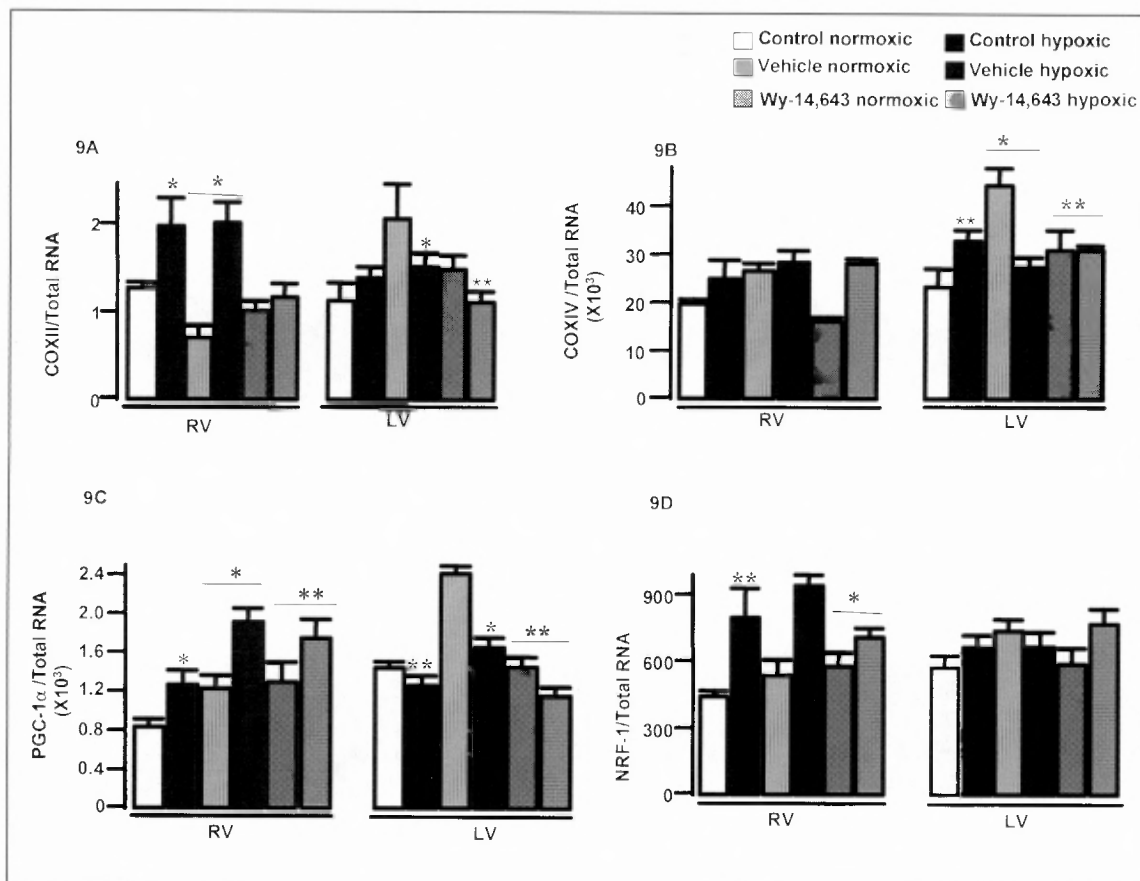 Control normoxic Control hypoxic
Vehicle normoxic Vehicle hypoxic
Wy-14,643 normoxic Wy-14,643 hypoxic
9A
COXII/Total RNA
2
1
0
* * * **
RV LV
9B
COXIV/Total RNA
(X10³)
40
30
20
10
0
** * **
RV LV
9C
PGC-1α/Total RNA
(X10³)
2.4
2.0
1.6
1.2
0.8
0.4
0
* * ** ** * **
RV LV
9D
NRF-1/Total RNA
900
600
300
0
** *
RV LV